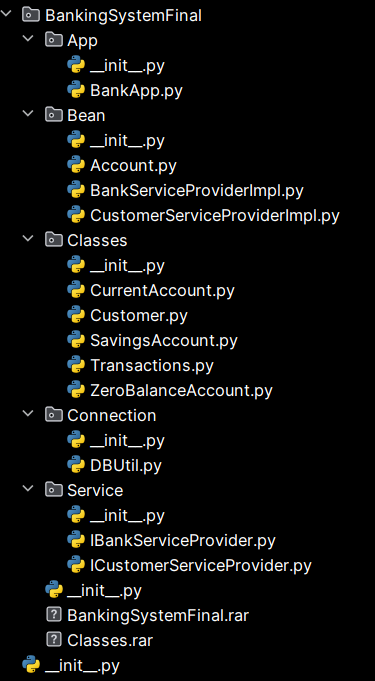 BankingSystemFinal
App
__init__.py
BankApp.py
Bean
__init__.py
Account.py
BankServiceProviderImpl.py
CustomerServiceProviderImpl.py
Classes
__init__.py
CurrentAccount.py
Customer.py
SavingsAccount.py
Transactions.py
ZeroBalanceAccount.py
Connection
__init__.py
DBUtil.py
Service
__init__.py
IBankServiceProvider.py
ICustomerServiceProvider.py
__init__.py
BankingSystemFinal.rar
Classes.rar
__init__.py